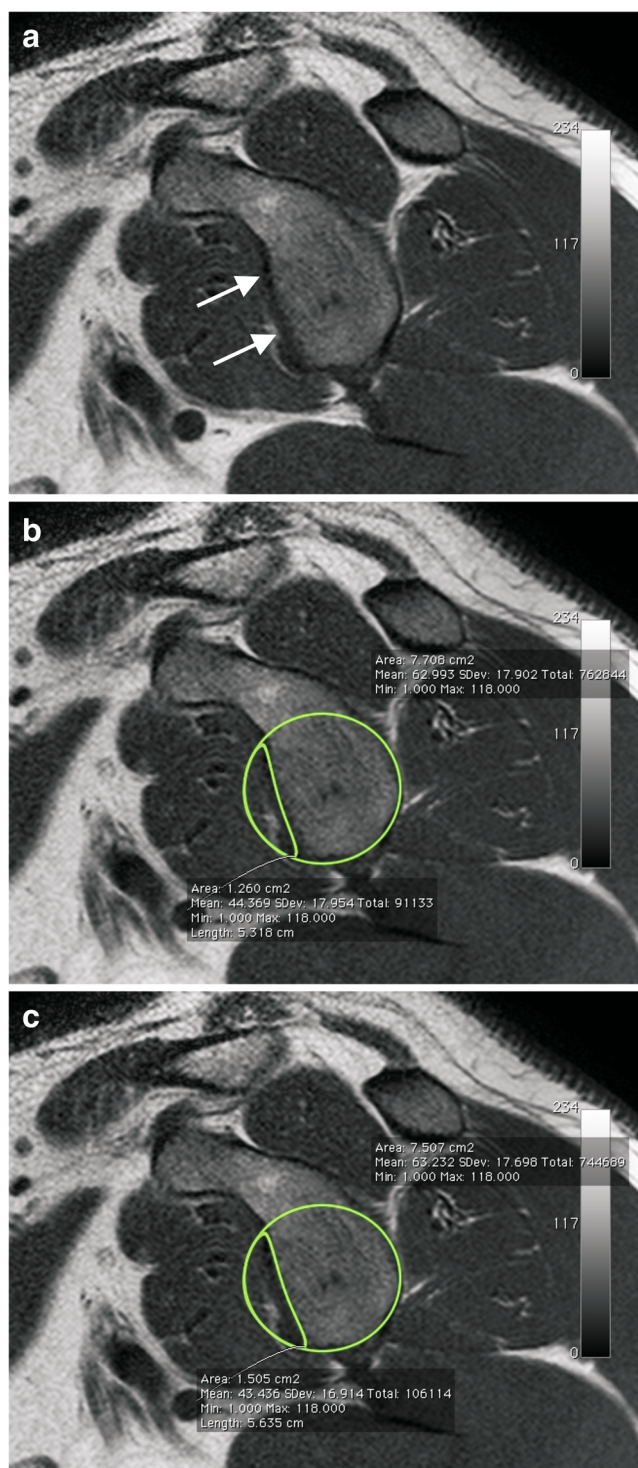 a
234
117
0
b
234
Area: 7.708 cm2
Mean: 62.993 SDev: 17.902 Total: 762844
Min: 1.000 Max: 118.000
117
0
Area: 1.260 cm2
Mean: 44.369 SDev: 17.954 Total: 91133
Min: 1.000 Max: 118.000
Length: 5.318 cm
c
234
Area: 7.507 cm2
Mean: 63.232 SDev: 17.698 Total: 744689
Min: 1.000 Max: 118.000
117
0
Area: 1.505 cm2
Mean: 43.436 SDev: 16.914 Total: 106114
Min: 1.000 Max: 118.000
Length: 5.635 cm